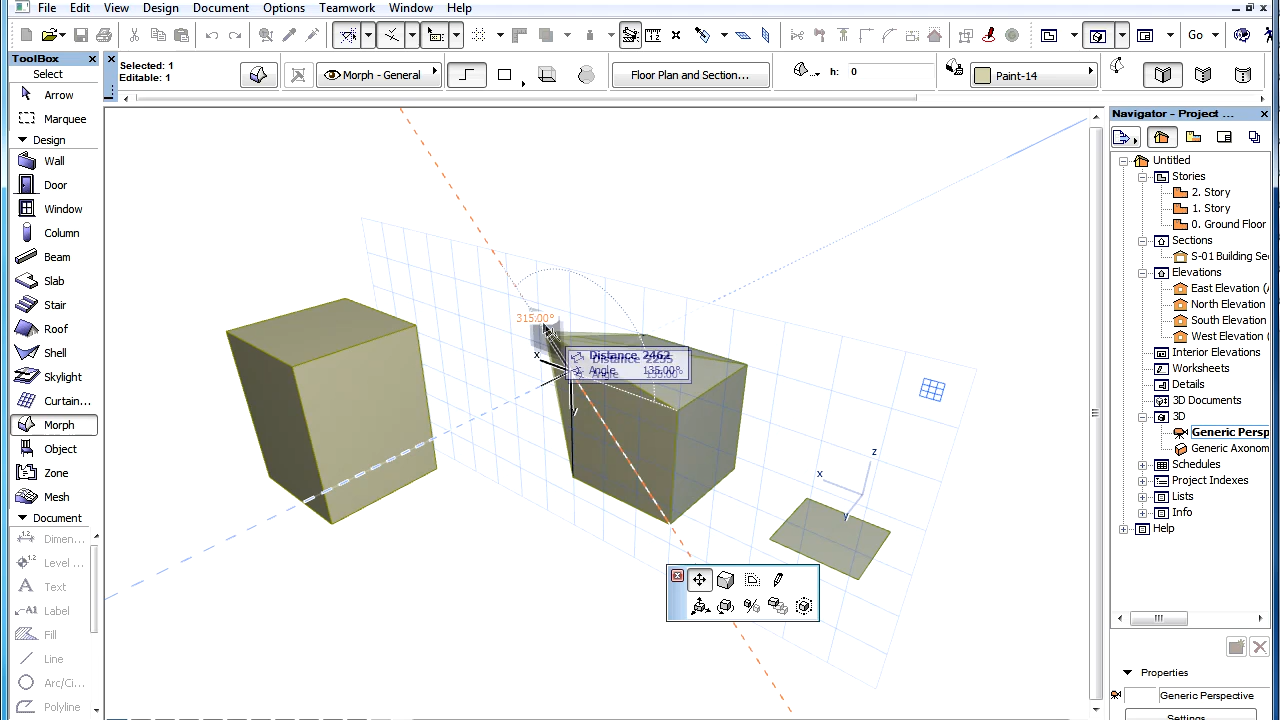 File Edit View Design Document Options Teamwork Window Help
Go
ToolBox
Select
Arrow
Marquee
Design
Wall
Door
Window
Column
Beam
Slab
Stair
Roof
Shell
Skylight
Curtain...
Morph
Object
Zone
Mesh
Document
Dimen...
Level ...
Text
A1 Label
Fill
Line
Arc/Ci...
Polyline
Selected: 1
Editable: 1
Morph - General
Floor Plan and Section...
h: 0
Paint-14
315.00°
Distance 2462
Angle 135.00°
x
y
z
x
y
Navigator - Project ...
Untitled
Stories
2. Story
1. Story
0. Ground Floor
Sections
S-01 Building Se
Elevations
East Elevation (
North Elevation
South Elevation
West Elevation (
Interior Elevations
Worksheets
Details
3D Documents
3D
Generic Persp
Generic Axonom
Schedules
Project Indexes
Lists
Info
Help
Properties
Generic Perspective
Settings...